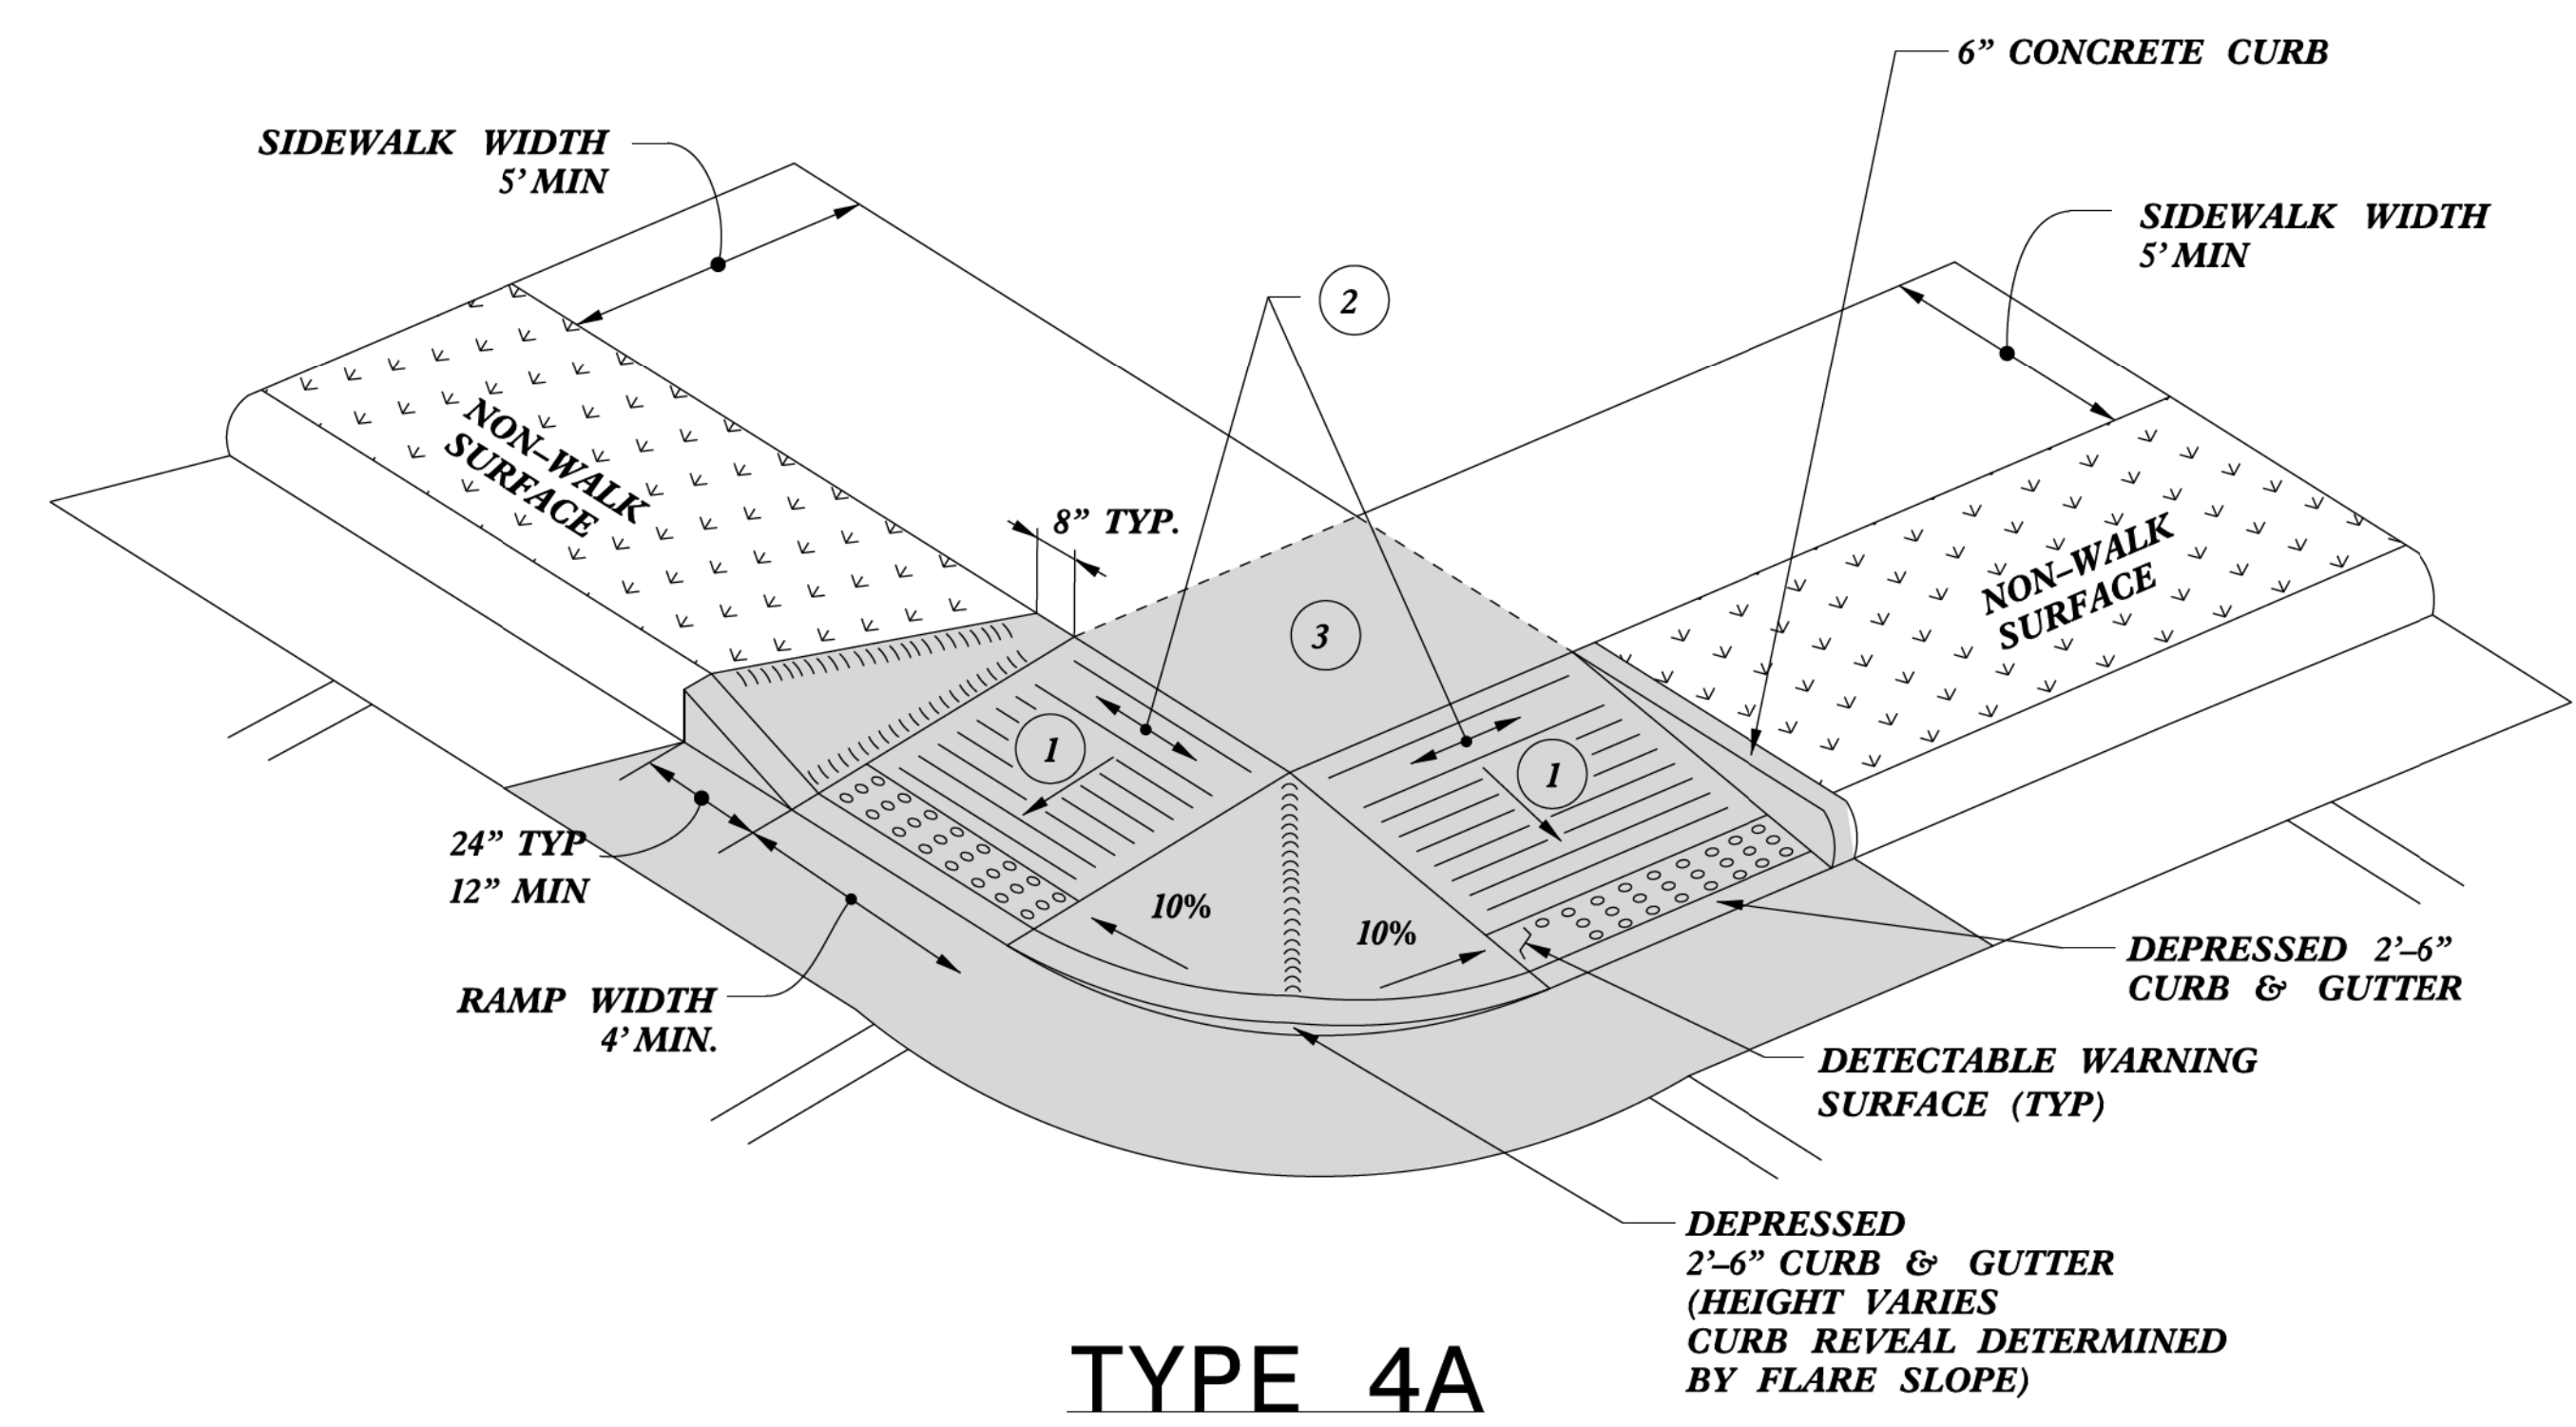 6” CONCRETE CURB
SIDEWALK WIDTH
5’ MIN
SIDEWALK WIDTH
5’ MIN
2
NON–WALK
SURFACE
8” TYP.
NON–WALK
SURFACE
3
1
1
24” TYP
12” MIN
10%
10%
RAMP WIDTH
4’ MIN.
DEPRESSED 2’–6”
CURB & GUTTER
DETECTABLE WARNING
SURFACE (TYP)
DEPRESSED
2’–6” CURB & GUTTER
(HEIGHT VARIES
CURB REVEAL DETERMINED
BY FLARE SLOPE)
TYPE 4A